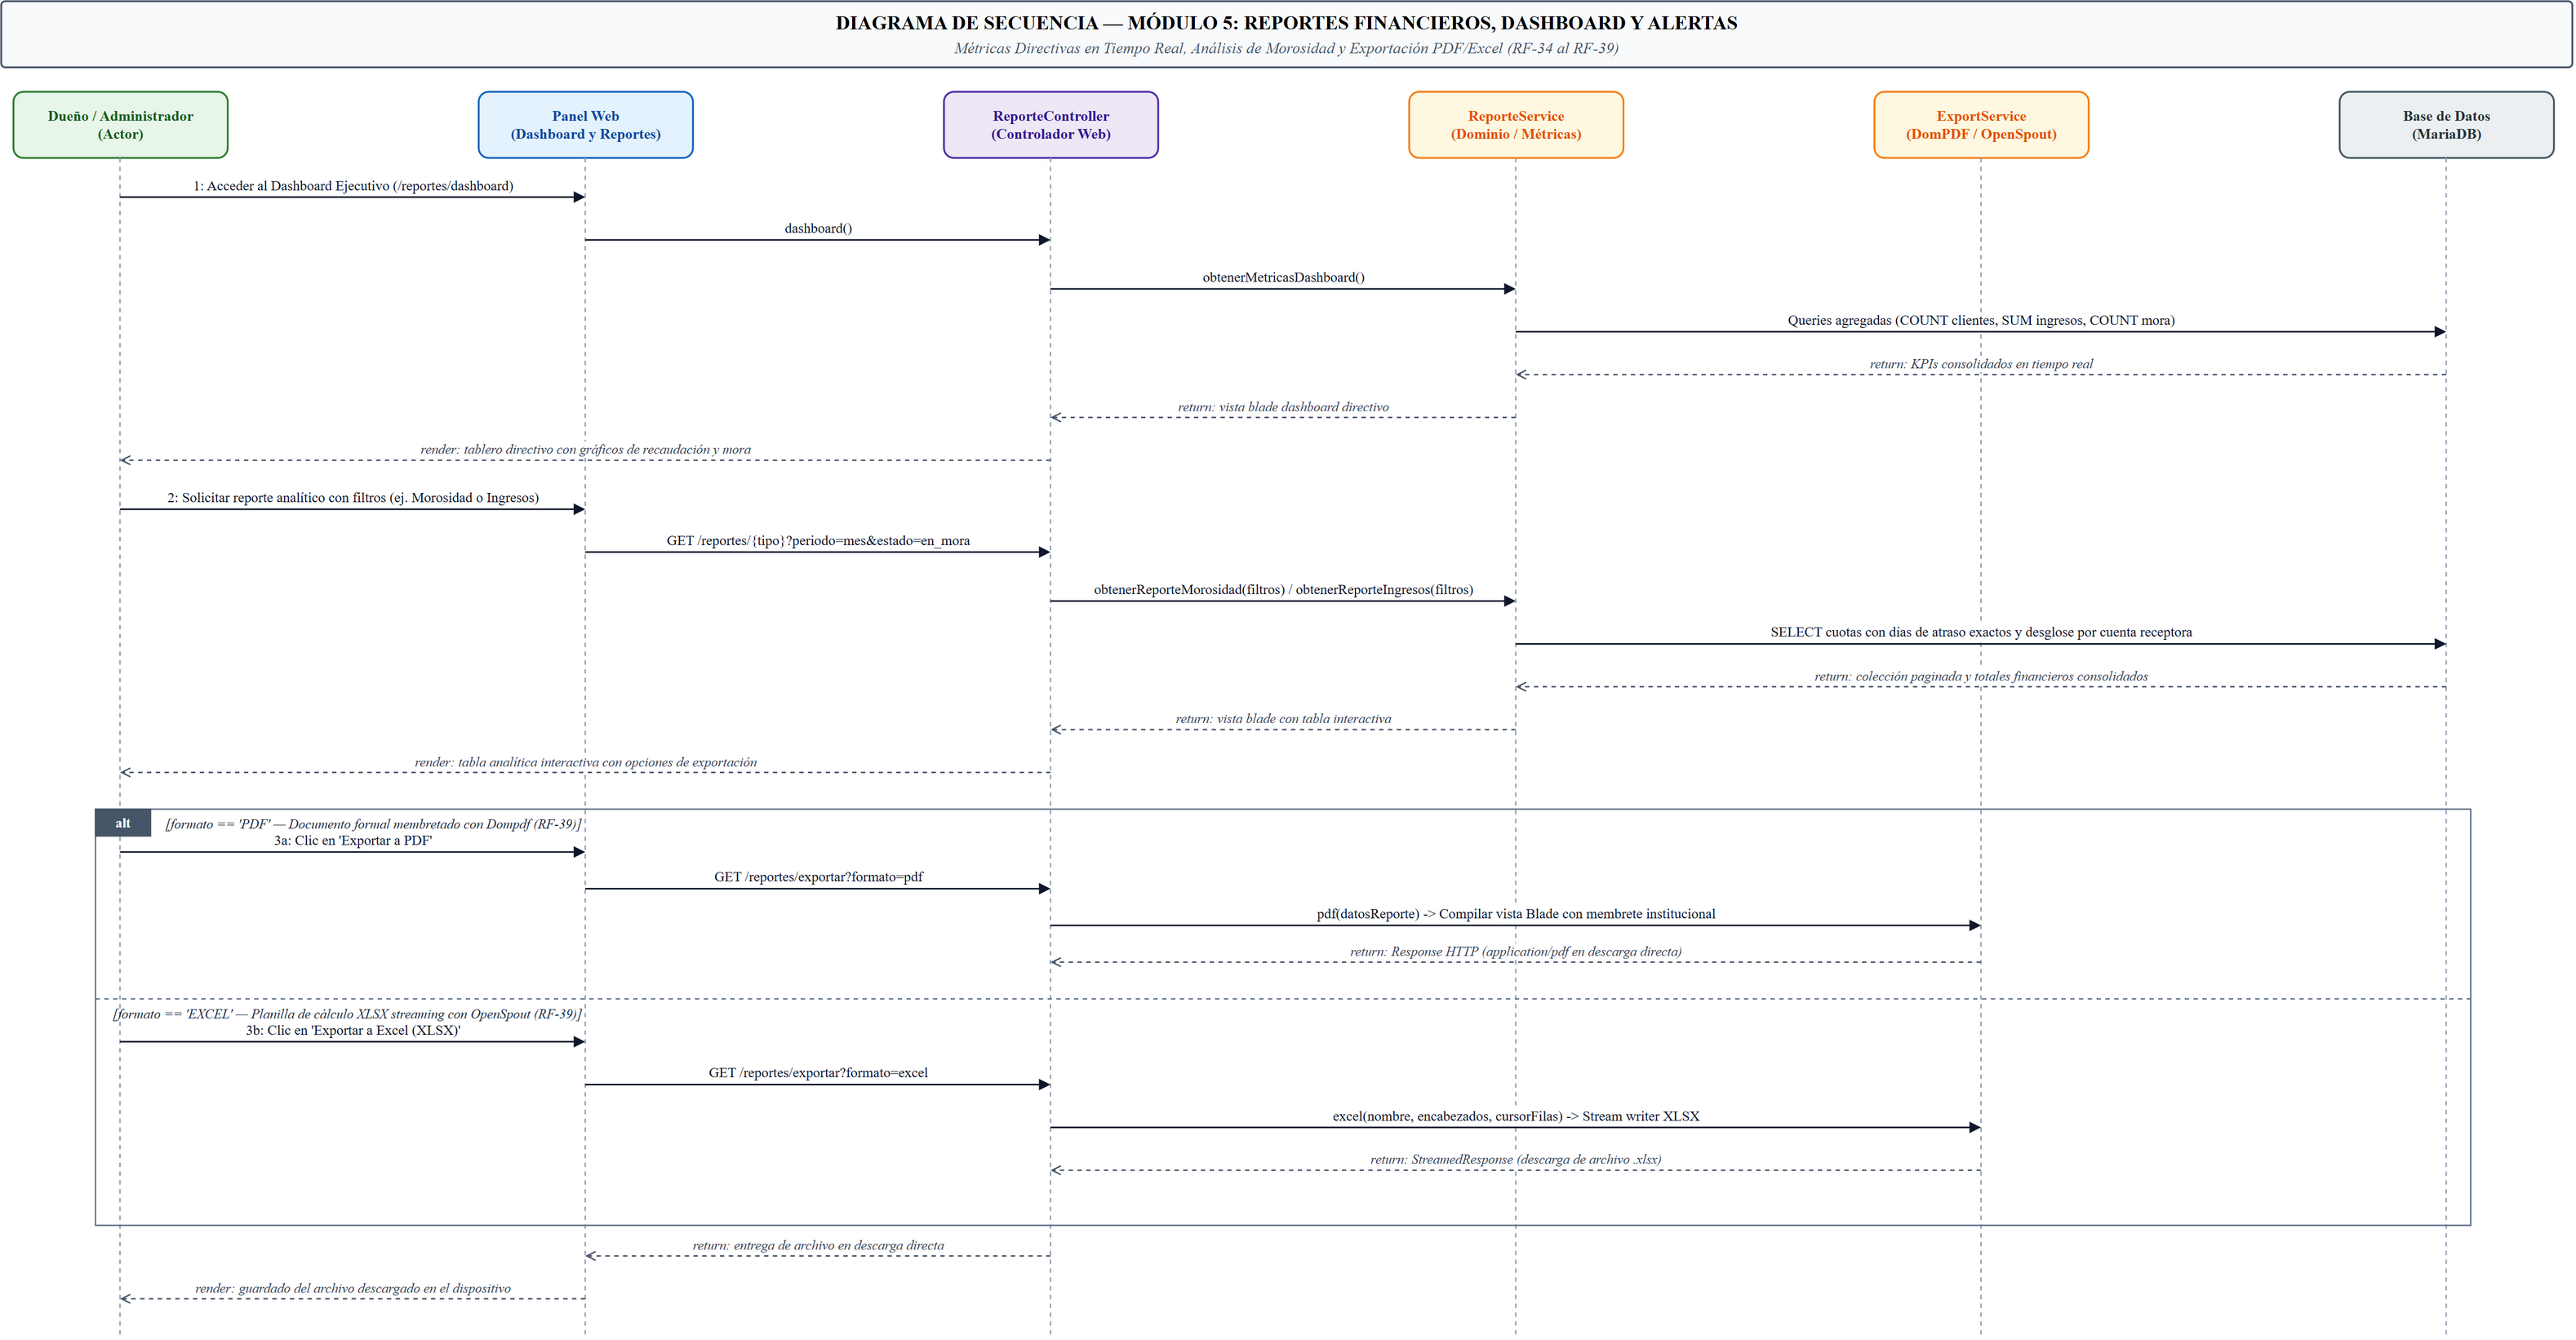 DIAGRAMA DE SECUENCIA — MÓDULO 5: REPORTES FINANCIEROS, DASHBOARD Y ALERTAS
Métricas Directivas en Tiempo Real, Análisis de Morosidad y Exportación PDF/Excel (RF-34 al RF-39)
Dueño / Administrador
(Actor)
Panel Web
(Dashboard y Reportes)
ReporteController
(Controlador Web)
ReporteService
(Dominio / Métricas)
ExportService
(DomPDF / OpenSpout)
Base de Datos
(MariaDB)
1: Acceder al Dashboard Ejecutivo (/reportes/dashboard)
dashboard()
obtenerMetricasDashboard()
Queries agregadas (COUNT clientes, SUM ingresos, COUNT mora)
return: KPIs consolidados en tiempo real
return: vista blade dashboard directivo
render: tablero directivo con gráficos de recaudación y mora
2: Solicitar reporte analítico con filtros (ej. Morosidad o Ingresos)
GET /reportes/{tipo}?periodo=mes&estado=en_mora
obtenerReporteMorosidad(filtros) / obtenerReporteIngresos(filtros)
SELECT cuotas con días de atraso exactos y desglose por cuenta receptora
return: colección paginada y totales financieros consolidados
return: vista blade con tabla interactiva
render: tabla analítica interactiva con opciones de exportación
alt
[formato == 'PDF' — Documento formal membretado con Dompdf (RF-39)]
3a: Clic en 'Exportar a PDF'
GET /reportes/exportar?formato=pdf
pdf(datosReporte) -> Compilar vista Blade con membrete institucional
return: Response HTTP (application/pdf en descarga directa)
[formato == 'EXCEL' — Planilla de cálculo XLSX streaming con OpenSpout (RF-39)]
3b: Clic en 'Exportar a Excel (XLSX)'
GET /reportes/exportar?formato=excel
excel(nombre, encabezados, cursorFilas) -> Stream writer XLSX
return: StreamedResponse (descarga de archivo .xlsx)
return: entrega de archivo en descarga directa
render: guardado del archivo descargado en el dispositivo